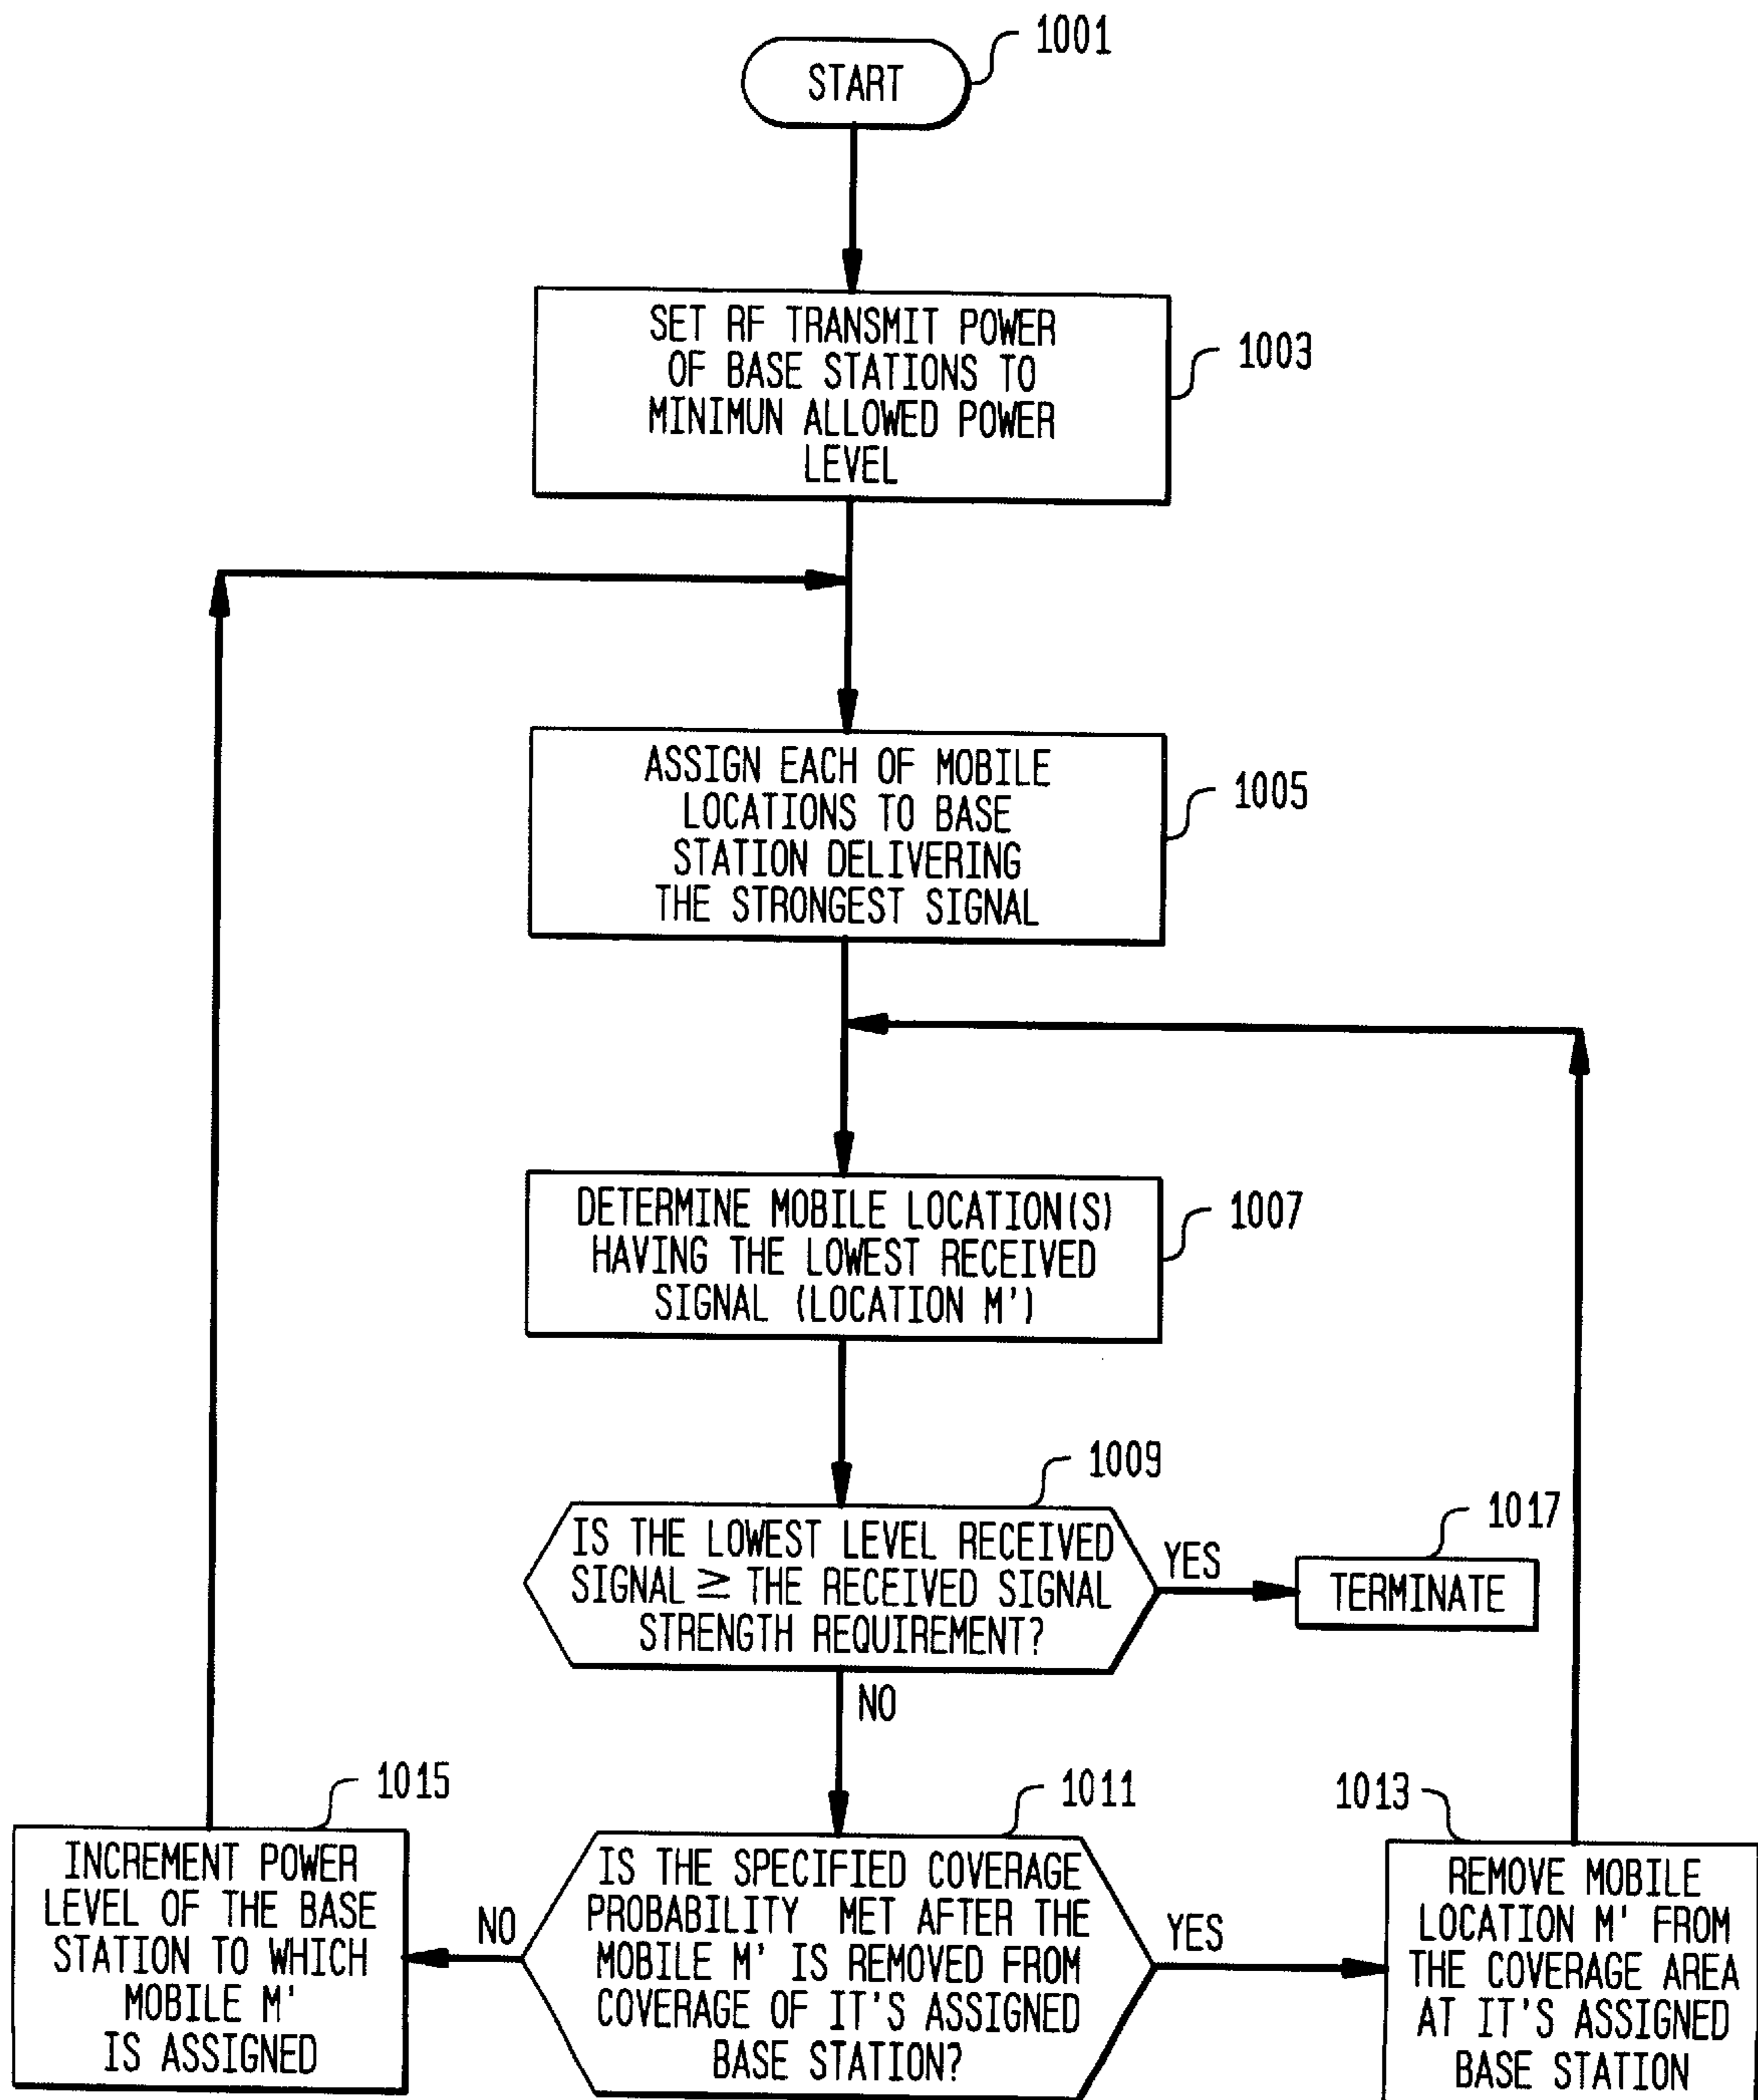 1001
START
SET RF TRANSMIT POWER
OF BASE STATIONS TO
MINIMUN ALLOWED POWER
LEVEL
1003
ASSIGN EACH OF MOBILE
LOCATIONS TO BASE
STATION DELIVERING
THE STRONGEST SIGNAL
1005
DETERMINE MOBILE LOCATION(S)
HAVING THE LOWEST RECEIVED
SIGNAL (LOCATION M')
1007
1009
IS THE LOWEST LEVEL RECEIVED
SIGNAL ≧ THE RECEIVED SIGNAL
STRENGTH REQUIREMENT?
YES
1017
TERMINATE
NO
1015
INCREMENT POWER
LEVEL OF THE BASE
STATION TO WHICH
MOBILE M'
IS ASSIGNED
NO
1011
IS THE SPECIFIED COVERAGE
PROBABILITY MET AFTER THE
MOBILE M' IS REMOVED FROM
COVERAGE OF IT'S ASSIGNED
BASE STATION?
YES
1013
REMOVE MOBILE
LOCATION M' FROM
THE COVERAGE AREA
AT IT'S ASSIGNED
BASE STATION